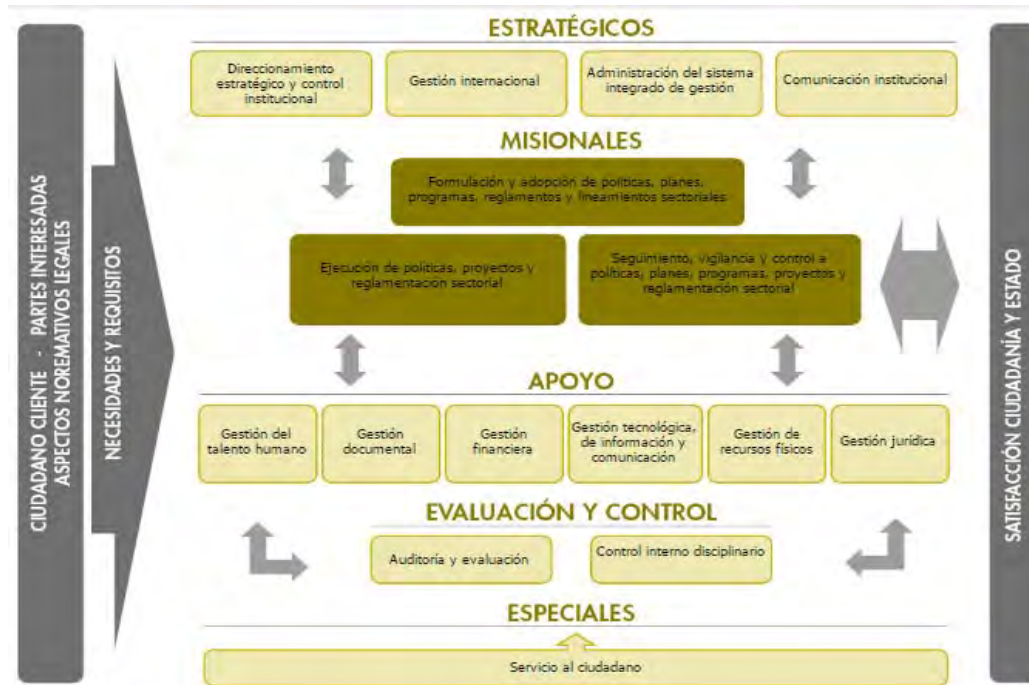 CIUDADANO CLIENTE - PARTES INTERESADAS
ASPECTOS NOREMATIVOS LEGALES
NECESIDADES Y REQUISITOS
ESTRATÉGICOS
Direccionamiento
estratégico y control
institucional
Gestión internacional
Administración del sistema
integrado de gestión
Comunicación institucional
MISIONALES
Formulación y adopción de políticas, planes,
programas, reglamentos y lineamientos sectoriales
Ejecución de políticas, proyectos y
reglamentación sectorial
Seguimiento, vigilancia y control a
políticas, planes, programas, proyectos y
reglamentación sectorial
APOYO
Gestión del
talento humano
Gestión
documental
Gestión
financiera
Gestión tecnológica,
de información y
comunicación
Gestión de
recursos físicos
Gestión jurídica
EVALUACIÓN Y CONTROL
Auditoría y evaluación
Control interno disciplinario
ESPECIALES
Servicio al ciudadano
SATISFACCIÓN CIUDADANÍA Y ESTADO